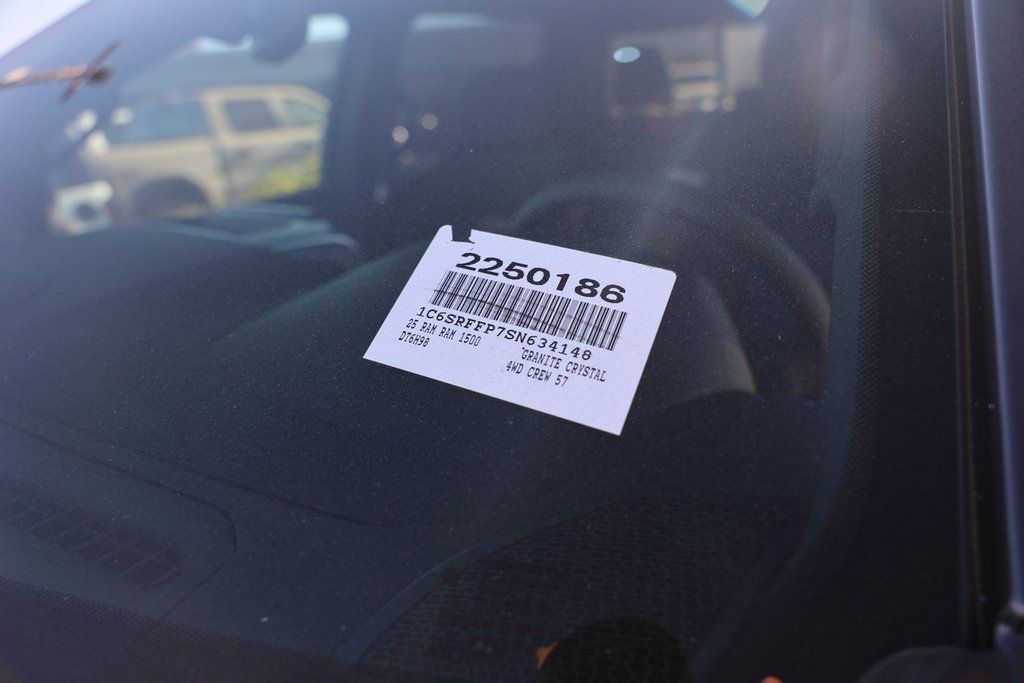 2250186
1C6SRFFP7SN634148
25 RAM RAM 1500 GRANITE CRYSTAL
DT6H98 4WD CREW 57